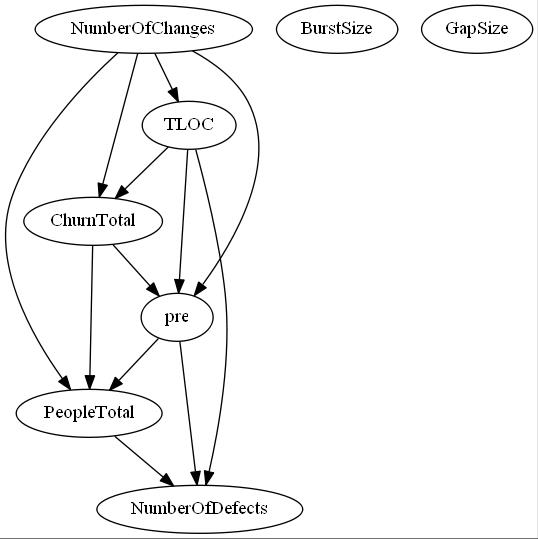 NumberOfChanges
BurstSize
GapSize
TLOC
ChurnTotal
pre
PeopleTotal
NumberOfDefects